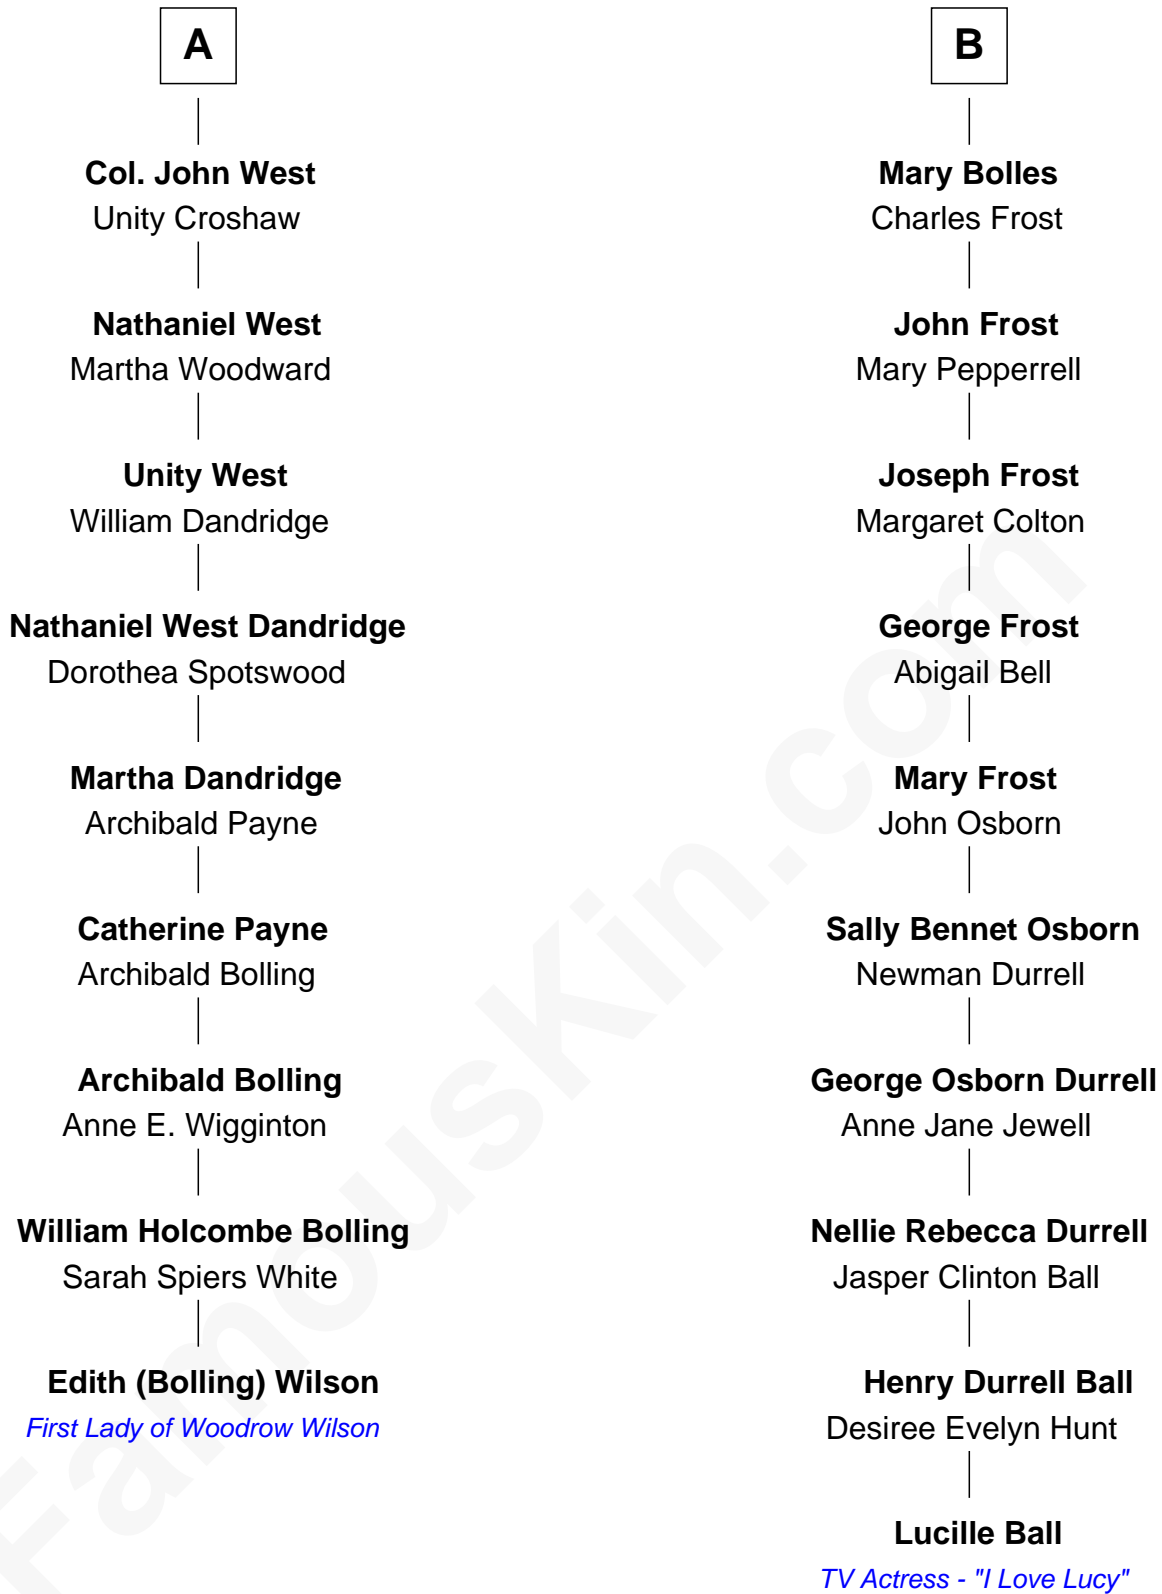 A
Col. John West
Unity Croshaw
Nathaniel West
Martha Woodward
Unity West
William Dandridge
Nathaniel West Dandridge
Dorothea Spotswood
Martha Dandridge
Archibald Payne
Catherine Payne
Archibald Bolling
Archibald Bolling
Anne E. Wigginton
William Holcombe Bolling
Sarah Spiers White
Edith (Bolling) Wilson
First Lady of Woodrow Wilson
B
Mary Bolles
Charles Frost
John Frost
Mary Pepperrell
Joseph Frost
Margaret Colton
George Frost
Abigail Bell
Mary Frost
John Osborn
Sally Bennet Osborn
Newman Durrell
George Osborn Durrell
Anne Jane Jewell
Nellie Rebecca Durrell
Jasper Clinton Ball
Henry Durrell Ball
Desiree Evelyn Hunt
Lucille Ball
TV Actress - "I Love Lucy"
FamousKin.com